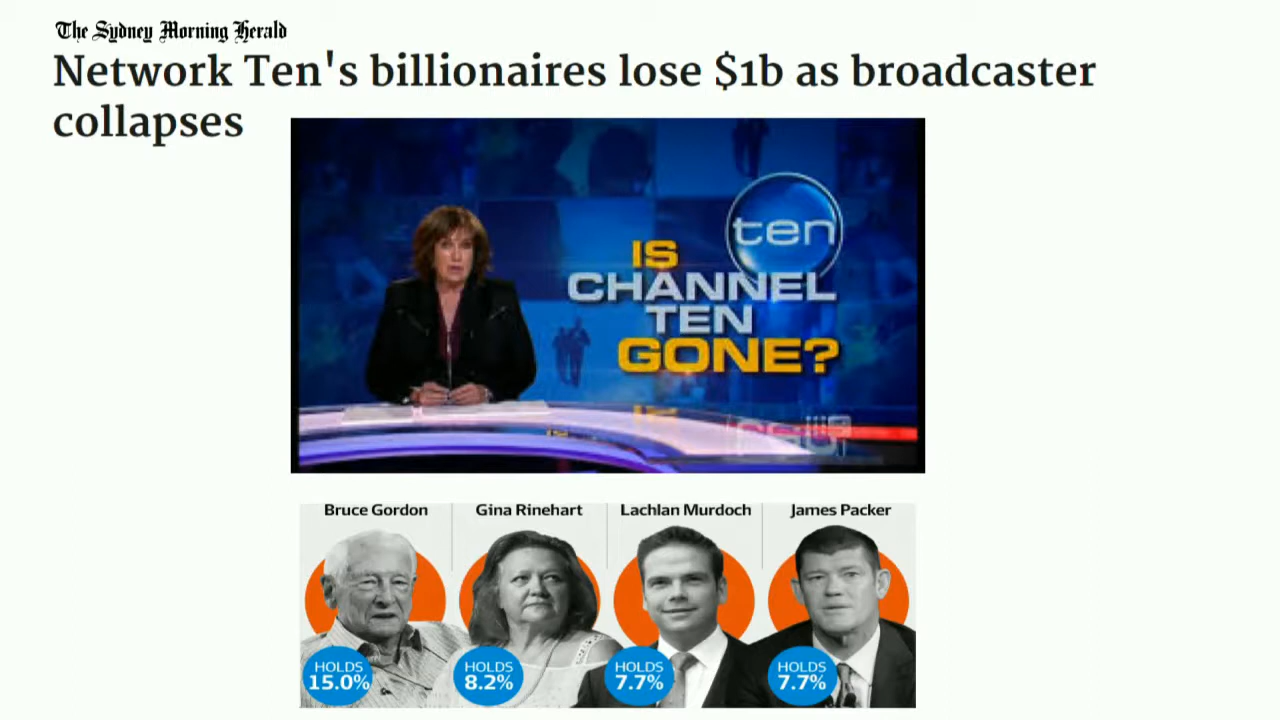 The Sydney Morning Herald
Network Ten's billionaires lose $1b as broadcaster
collapses
ten
IS
CHANNEL
TEN
GONE?
Bruce Gordon
Gina Rinehart
Lachlan Murdoch
James Packer
HOLDS
15.0%
HOLDS
8.2%
HOLDS
7.7%
HOLDS
7.7%